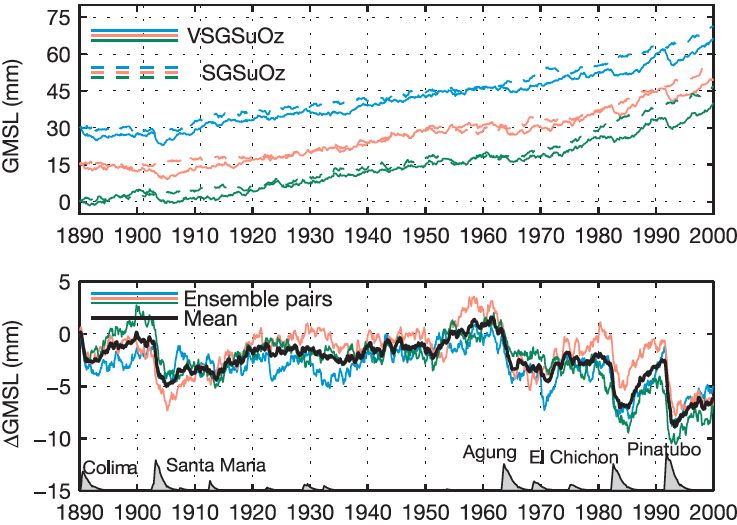 75
60
45
30
15
0
GMSL (mm)
VSGSuOz
SGSuOz
1890 1900 1910 1920 1930 1940 1950 1960 1970 1980 1990 2000
5
0
−5
−10
−15
ΔGMSL (mm)
Ensemble pairs
Mean
Colima
Santa Maria
Agung
El Chichon
Pinatubo
1890 1900 1910 1920 1930 1940 1950 1960 1970 1980 1990 2000